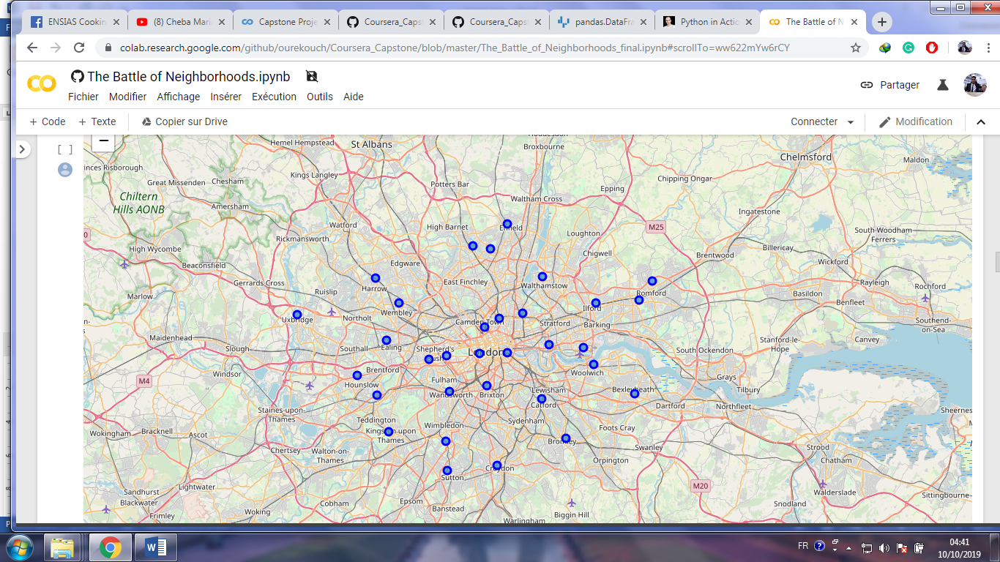 ENSIAS Cookin
(8) Cheba Mari
Capstone Proje
Coursera_Capst
Coursera_Capst
pandas.DataFra
Python in Actio
The Battle of N
colab.research.google.com/github/ourekouch/Coursera_Capstone/blob/master/The_Battle_of_Neighborhoods_final.ipynb#scrollTo=ww622mYw6rCY
The Battle of Neighborhoods.ipynb
Partager
Fichier Modifier Affichage Insérer Exécution Outils Aide
+ Code + Texte Copier sur Drive Connecter Modification
[ ]
−
Hemel Hempstead
St Albans
Broxbourne
Chelmsford
Maldon
inces Risborough
Great Missenden
Chesham
Kings Langley
Potters Bar
Waltham Cross
Epping
Chipping Ongar
Chiltern
Hills AONB
Amersham
Ingatestone
Watford
High Barnet
Enfield
Loughton
M25
South Woodham
Ferrers
0
Rickmansworth
High Wycombe
Beaconsfield
Edgware
Chigwell
Brentwood
Billericay
Wickford
Gerrards Cross
Ruislip
Harrow
East Finchley
Walthamstow
Romford
Rayleigh
Rochford
Marlow
Basildon
Benfleet
Uxbridge
Northolt
Wembley
Camden Town
Stratford
Ilford
Barking
Southend-
on-Sea
Maidenhead
Slough
Southall
Ealing
Shepherd's
Bush
London
South Ockendon
Stanford-le-
Hope
Canvey
Windsor
M4
Brentford
Hounslow
Fulham
Wandsworth
Brixton
Lewisham
Catford
Woolwich
Bexleyheath
Grays
Tilbury
Dartford
Northfleet
Staines-upon-
Thames
Teddington
Kingston upon
Thames
Wimbledon
Sydenham
Foots Cray
Sheernes
Wokingham
Bracknell
Ascot
Chertsey
Walton-on-
Thames
Bromley
Swanley
Strood
Chatham
Orpington
Croydon
Sutton
M20
Lightwater
Sandhurst
Blackwater
Frimley
Woking
Cobham
Epsom
Banstead
Warlingham
Biggin Hill
Snodland
Walderslade
Sittingbourne
FR
04:41
10/10/2019